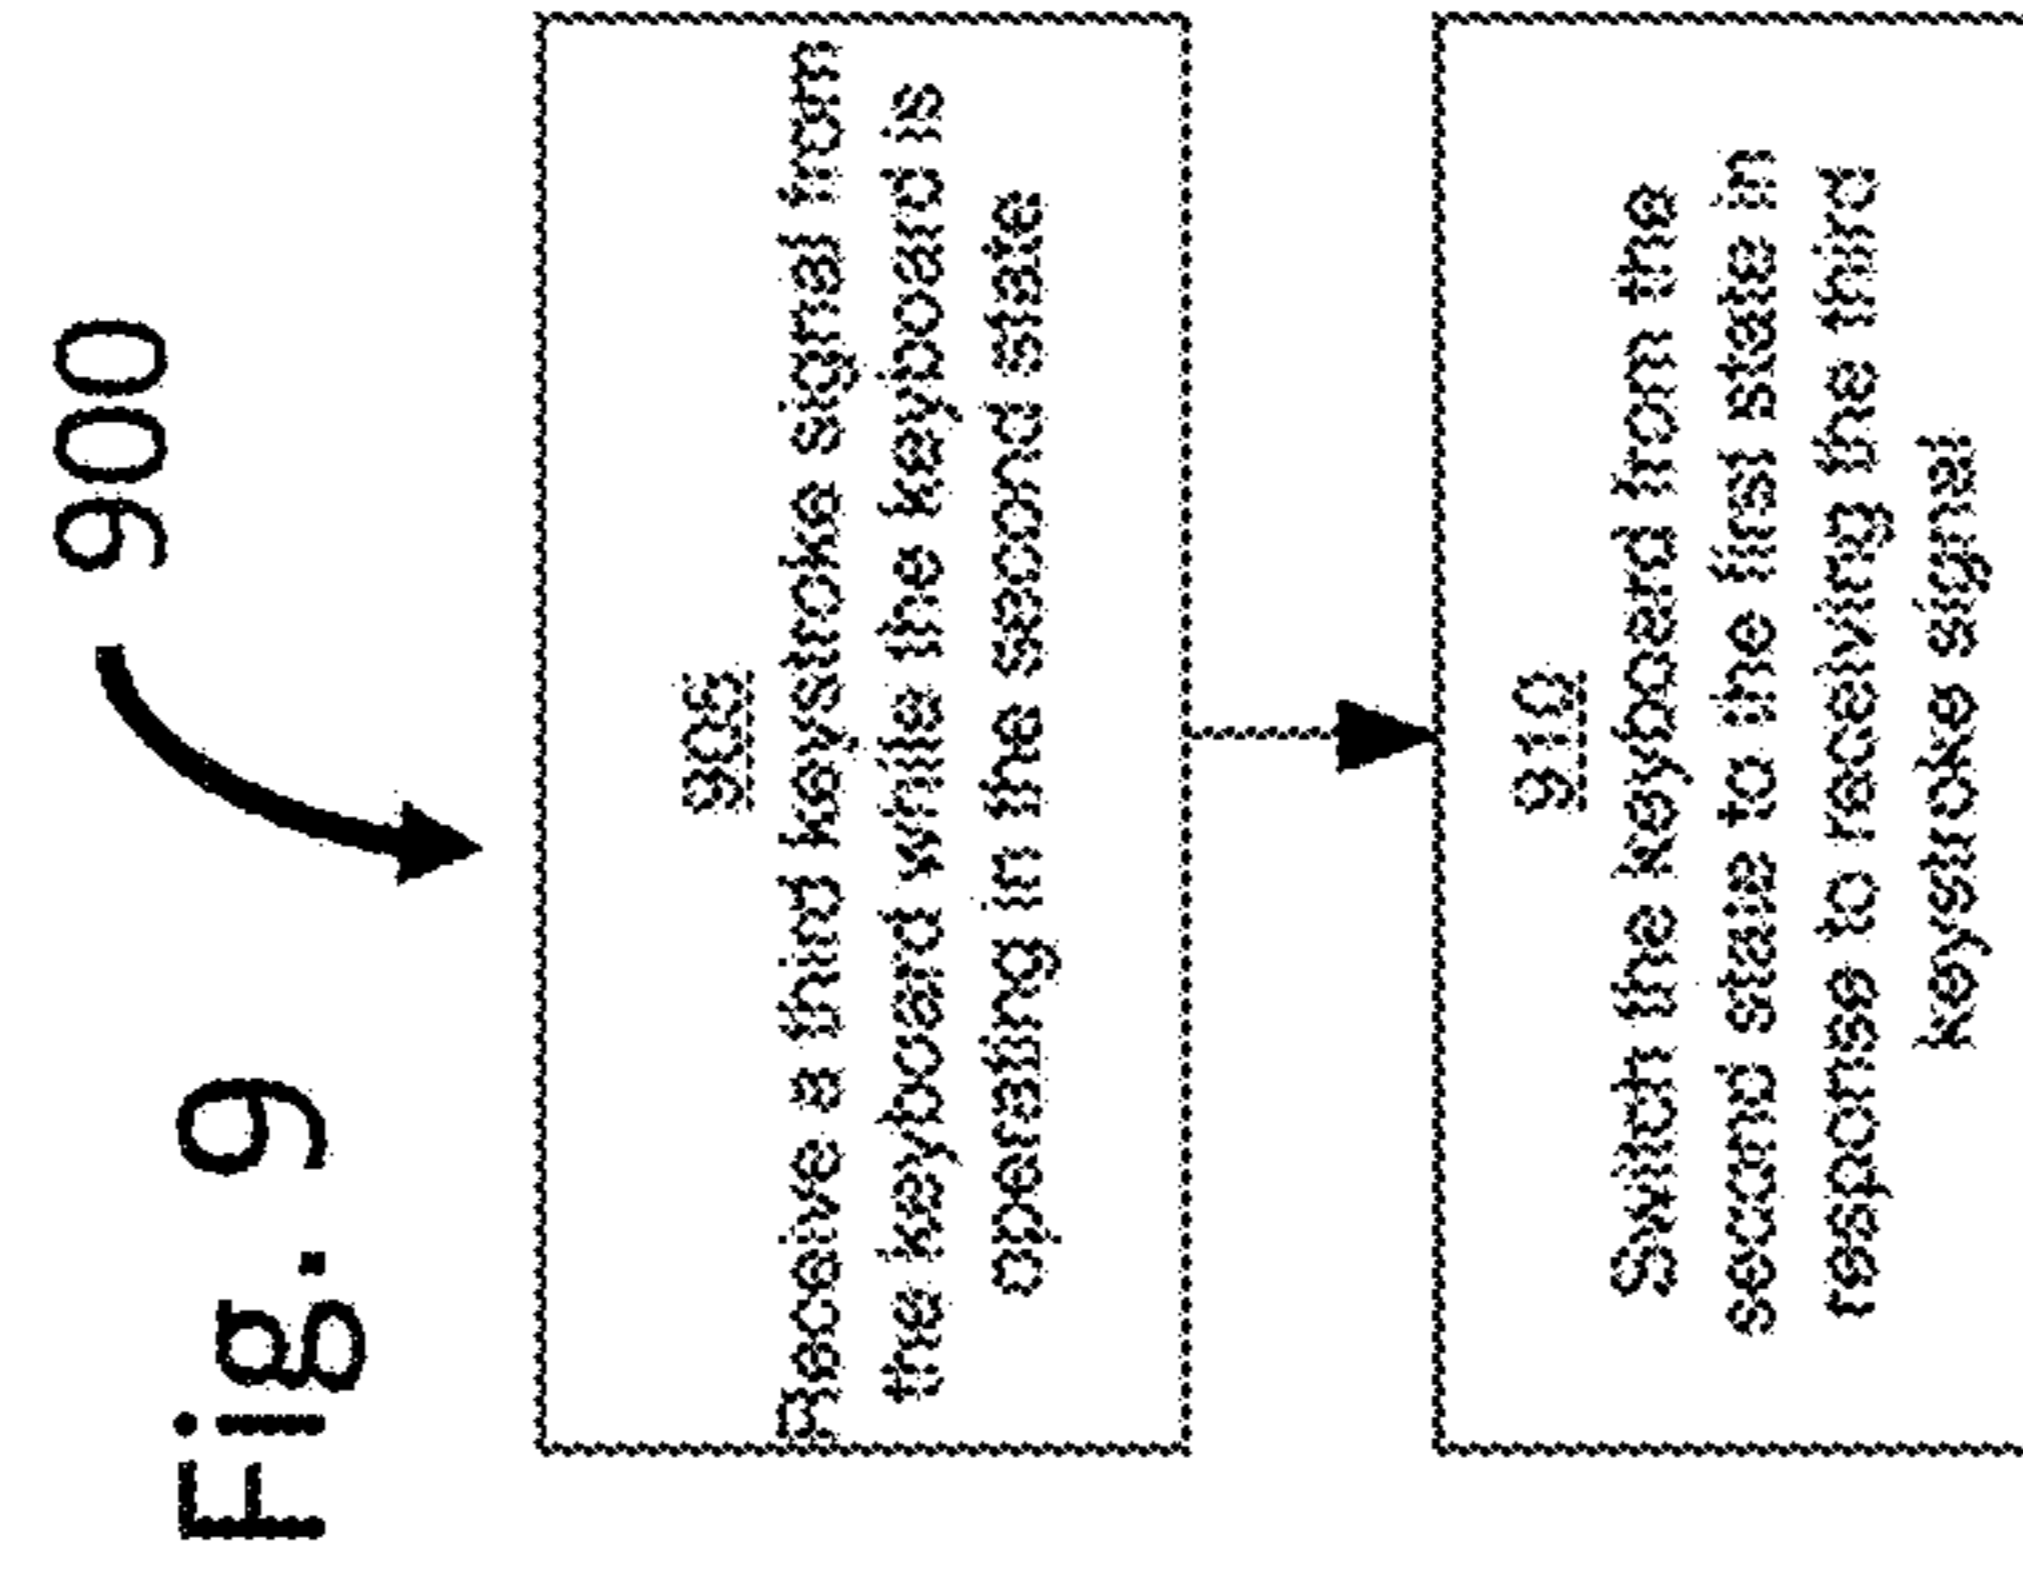 Fig. 9
900
905
Receive a third keystroke signal from
the keyboard while the keyboard is
operating in the second state
910
Switch the keyboard from the
second state to the first state in
response to receiving the third
keystroke signal